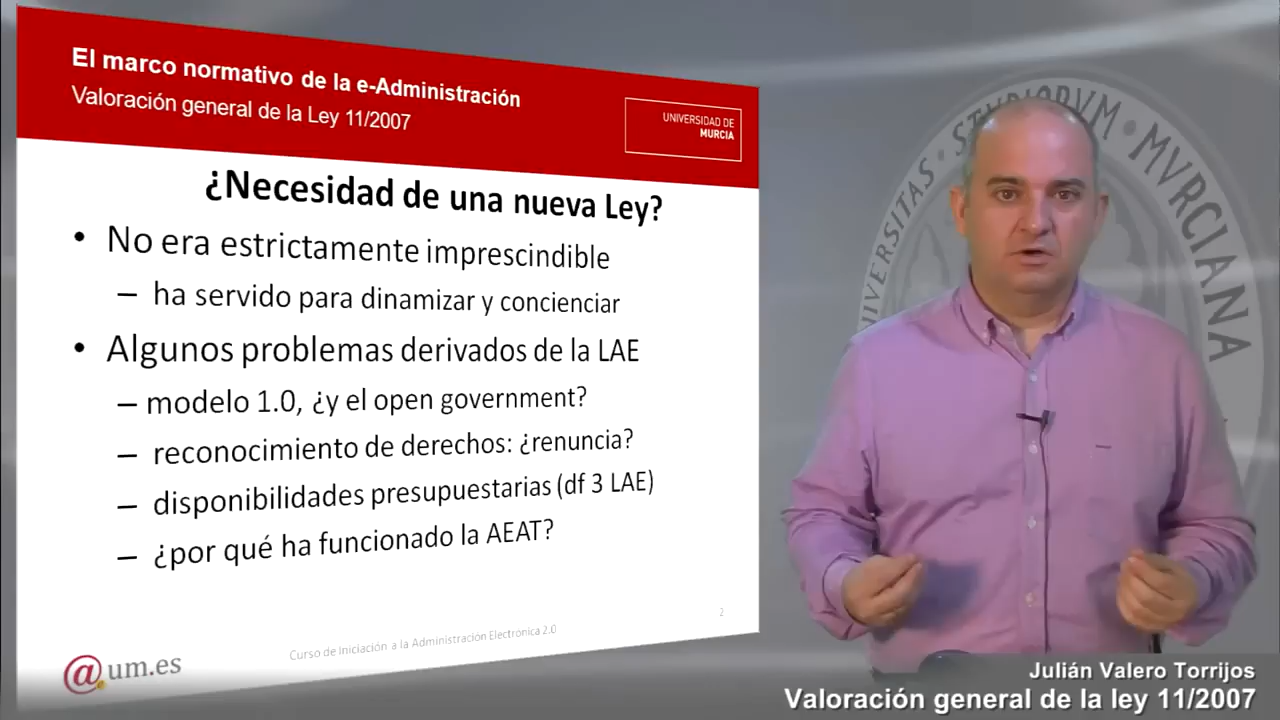 El marco normativo de la e-Administración
Valoración general de la Ley 11/2007
UNIVERSIDAD DE
MURCIA
¿Necesidad de una nueva Ley?
• No era estrictamente imprescindible
– ha servido para dinamizar y concienciar
• Algunos problemas derivados de la LAE
– modelo 1.0, ¿y el open government?
– reconocimiento de derechos: ¿renuncia?
– disponibilidades presupuestarias (df 3 LAE)
– ¿por qué ha funcionado la AEAT?
2
Curso de Iniciación a la Administración Electronica 2.0
@um.es
VNIVERSITAS • STVDIORVM • MVRCIANA
Julián Valero Torrijos
Valoración general de la ley 11/2007